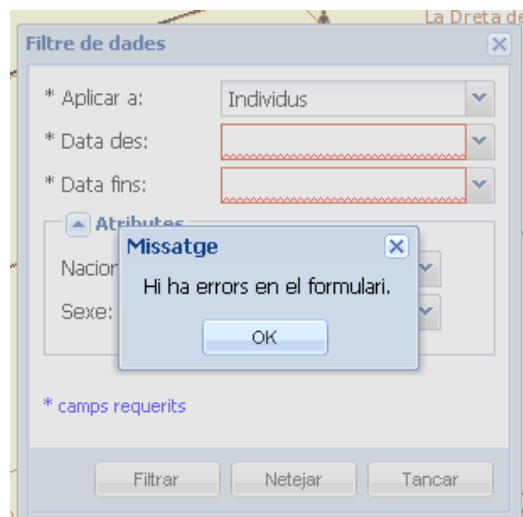 La Dreta de
Filtre de dades
* Aplicar a: Individus
* Data des:
* Data fins:
Atributes
Missatge
Nacion
Hi ha errors en el formulari.
Sexe:
OK
* camps requerits
Filtrar Netejar Tancar